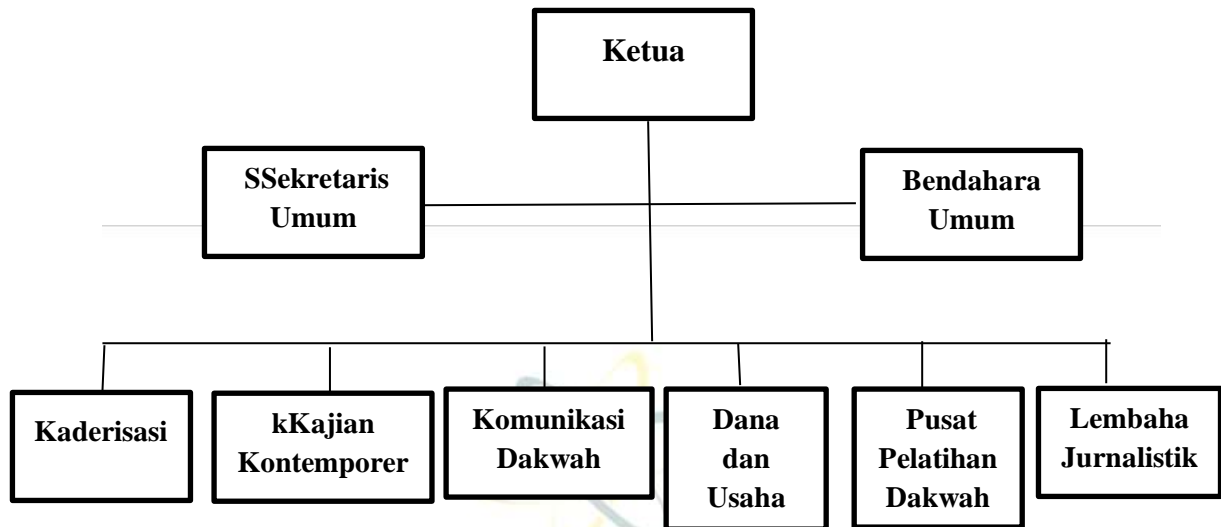 Ketua
SSekretaris
Umum
Bendahara
Umum
Kaderisasi
kKajian
Kontemporer
Komunikasi
Dakwah
Dana
dan
Usaha
Pusat
Pelatihan
Dakwah
Lembaha
Jurnalistik